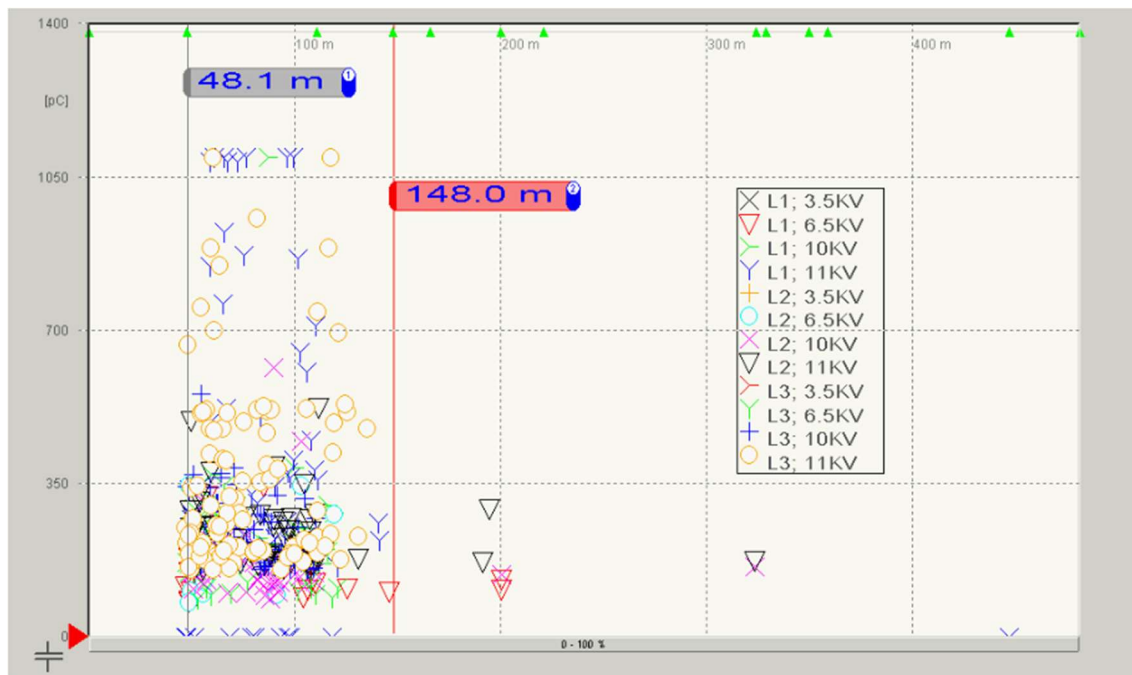 1400
100 m
200 m
300 m
400 m
48.1 m
1
[pC]
1050
148.0 m
2
L1; 3.5KV
L1; 6.5KV
L1; 10KV
L1; 11KV
L2; 3.5KV
L2; 6.5KV
L2; 10KV
L2; 11KV
L3; 3.5KV
L3; 6.5KV
L3; 10KV
L3; 11KV
700
350
0
0 - 100 %